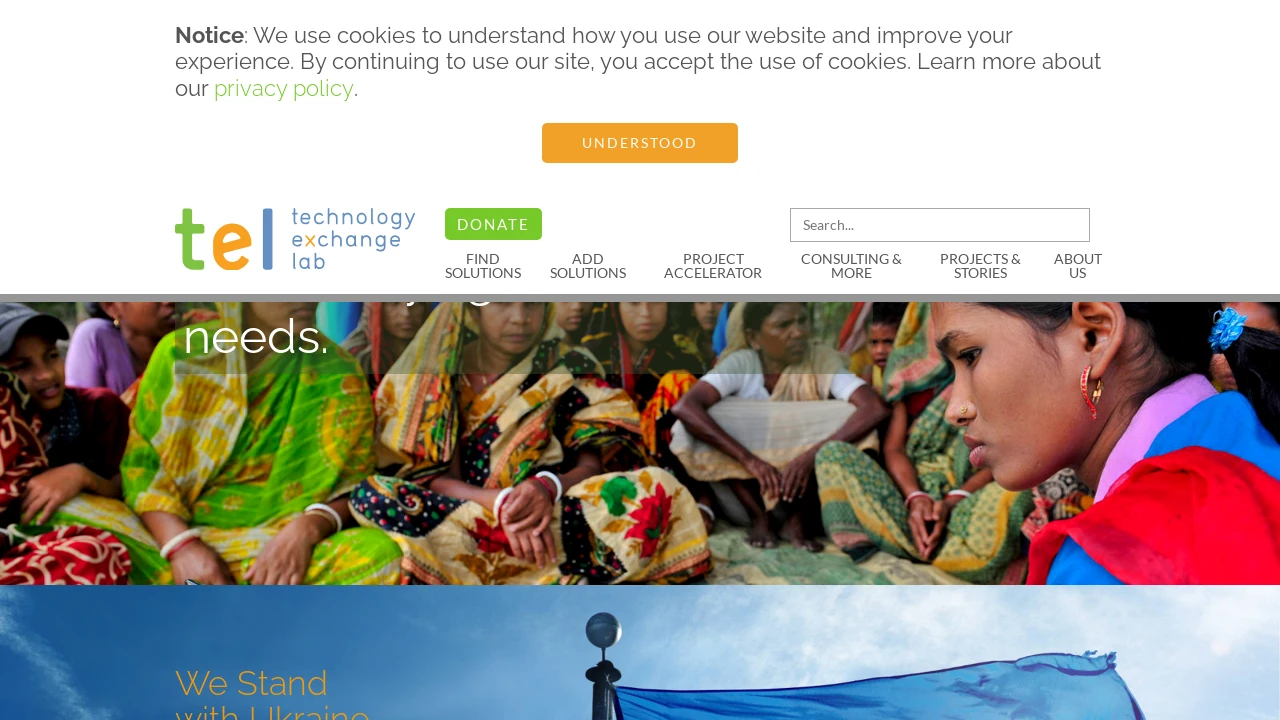 Notice: We use cookies to understand how you use our website and improve your
experience. By continuing to use our site, you accept the use of cookies. Learn more about
our privacy policy.
UNDERSTOOD
tel technology
exchange
lab
DONATE
Search...
FIND
SOLUTIONS
ADD
SOLUTIONS
PROJECT
ACCELERATOR
CONSULTING &
MORE
PROJECTS &
STORIES
ABOUT
US
needs.
We Stand
with Ukraine